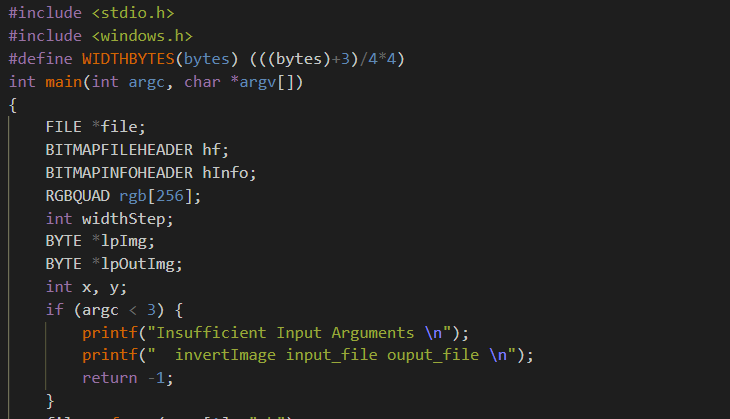 #include <stdio.h>
#include <windows.h>
#define WIDTHBYTES(bytes) (((bytes)+3)/4*4)
int main(int argc, char *argv[])
{
    FILE *file;
    BITMAPFILEHEADER hf;
    BITMAPINFOHEADER hInfo;
    RGBQUAD rgb[256];
    int widthStep;
    BYTE *lpImg;
    BYTE *lpOutImg;
    int x, y;
    if (argc < 3) {
        printf("Insufficient Input Arguments \n");
        printf("  invertImage input_file ouput_file \n");
        return -1;
    }